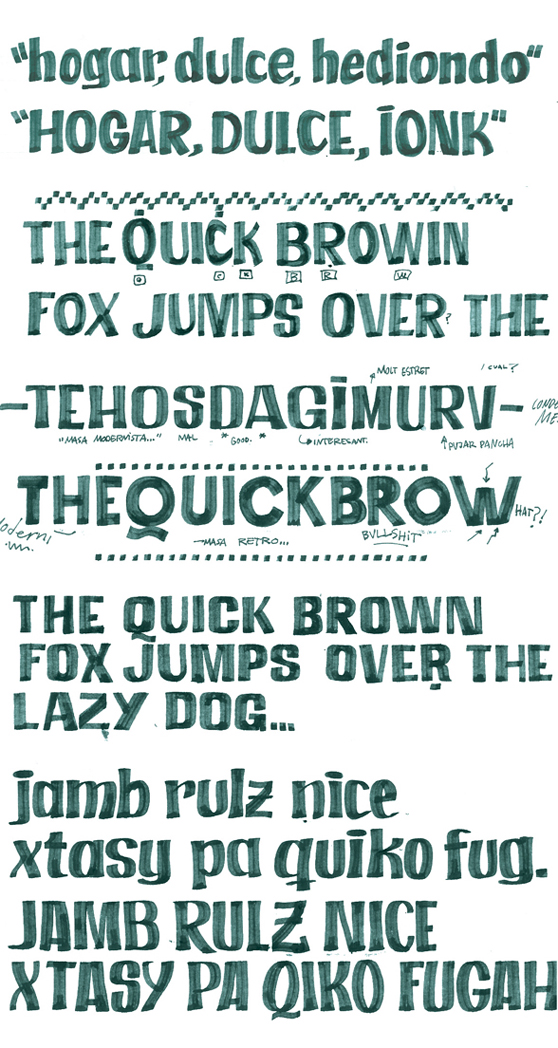 "hogar, dulce, hediondo"
"HOGAR, DULCE, IONK"
THE QUICK BROWIN
O C K B R W
FOX JUMPS OVER ? THE
MOLT ESTRET
¿CUAL?
-TEHOSDAGIMURV-
"MASA MODERNISTA..." MAL * GOOD. * INTERESANT. PUJAR PANCHA
THEQUICKBROW
HAT?!
-MASA RETRO... BULLSHIT
THE QUICK BROWN
FOX JUMPS OVER THE
LAZY DOG...
jamb rulz nice
xtasy pa quiko fug.
JAMB RULZ NICE
XTASY PA QIKO FUGAH